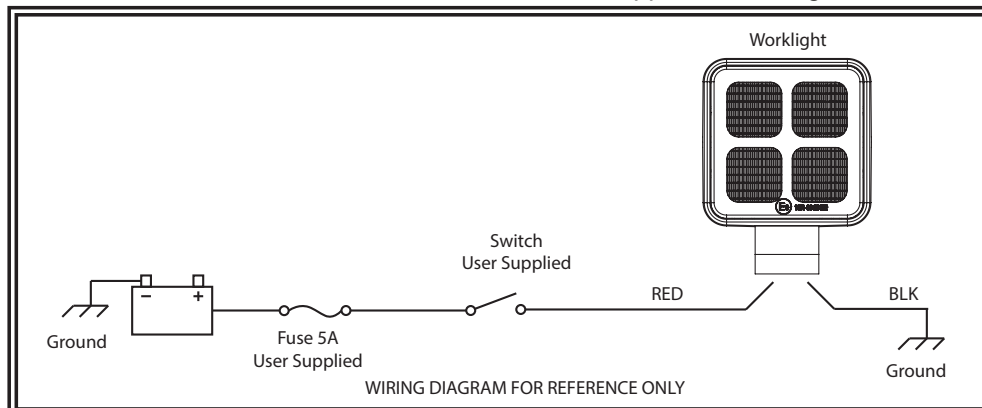 Worklight
Switch
User Supplied
RED
BLK
− +
Ground
Fuse 5A
User Supplied
Ground
WIRING DIAGRAM FOR REFERENCE ONLY